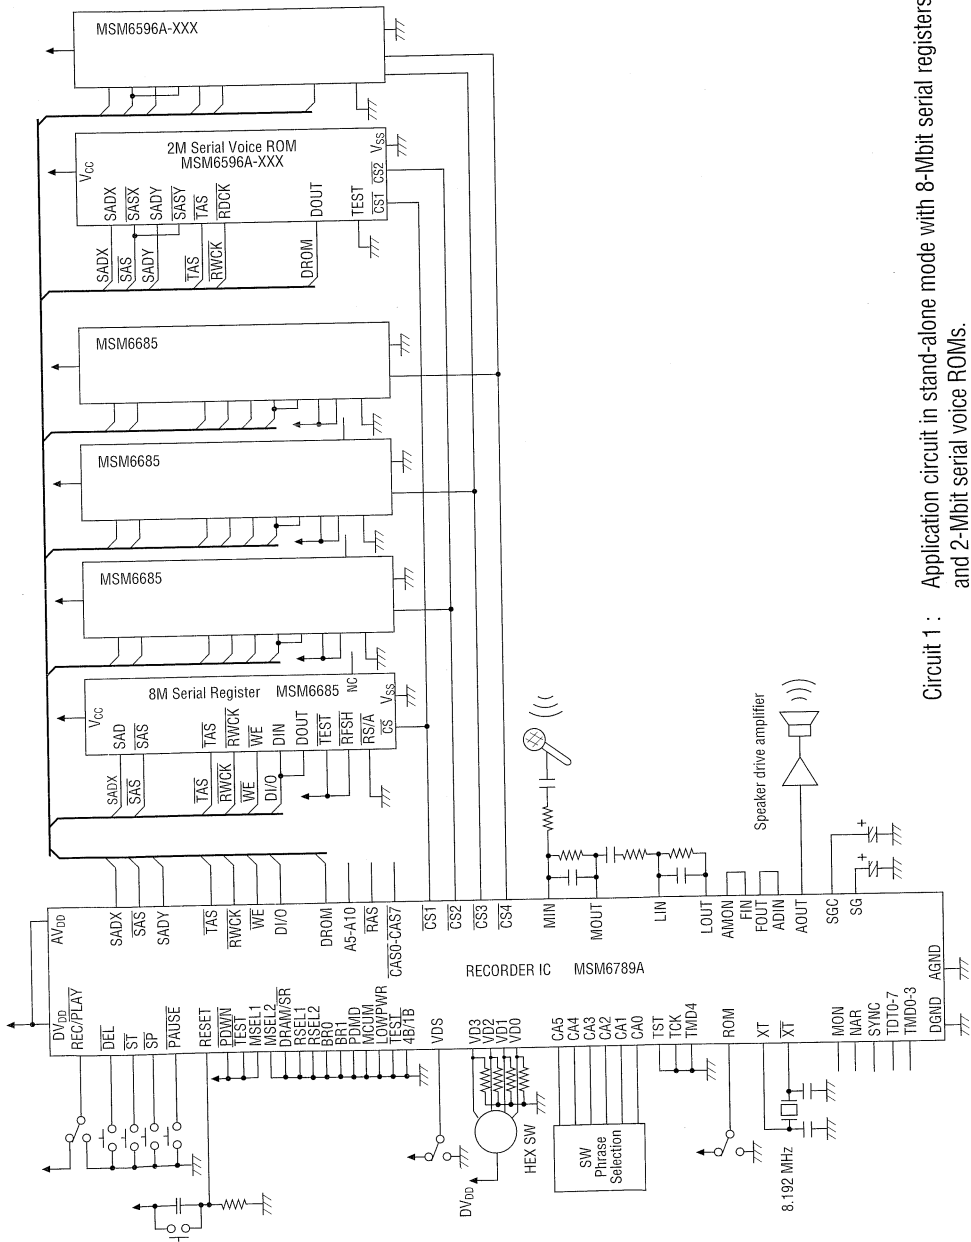 MSM6596A-XXX
2M Serial Voice ROM
MSM6596A-XXX
VCC
SADX
SASX
SADY
SASY
TAS
RDCK
DOUT
TEST
CS1
CS2
VSS
SADX
SAS
SADY
TAS
RWCK
DROM
MSM6685
MSM6685
MSM6685
8M Serial Register MSM6685
VCC
SAD
SAS
TAS
RWCK
WE
DIN
DOUT
TEST
RFSH
RS/A
CS
VSS
NC
SADX
SAS
TAS
RWCK
WE
DI/O
AVDD
SADX
SAS
SADY
TAS
RWCK
WE
DI/O
DROM
A5-A10
RAS
CAS0-CAS7
CS1
CS2
CS3
CS4
MIN
MOUT
LIN
LOUT
AMON
FIN
FOUT
ADIN
AOUT
SGC
SG
+
+
Speaker drive amplifier
RECORDER IC MSM6789A
DVDD
REC/PLAY
DEL
ST
SP
PAUSE
RESET
PDWN
TEST
MSEL1
MSEL2
DRAM/SR
RSEL1
RSEL2
BR0
BR1
PDMD
MCUM
LOW/PWR
TEST
4B/1B
VDS
VD3
VD2
VD1
VD0
CA5
CA4
CA3
CA2
CA1
CA0
TST
TCK
TMD4
ROM
XT
XT
MON
NAR
SYNC
TDT0-7
TMD0-3
DGND
AGND
DVDD
HEX SW
SW
Phrase
Selection
8.192 MHz
Circuit 1 : Application circuit in stand-alone mode with 8-Mbit serial registers
and 2-Mbit serial voice ROMs.